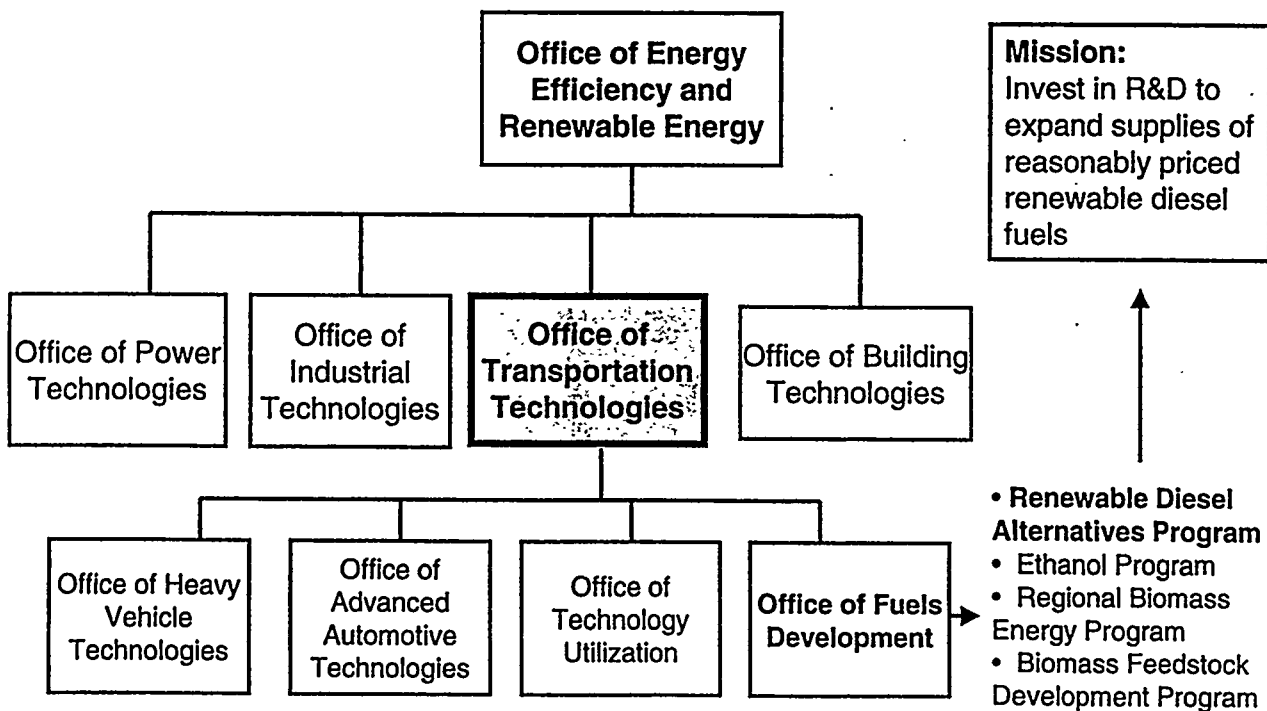 Office of Energy
Efficiency and
Renewable Energy
Mission:
Invest in R&D to
expand supplies of
reasonably priced
renewable diesel
fuels
Office of Power
Technologies
Office of
Industrial
Technologies
Office of
Transportation
Technologies
Office of Building
Technologies
Office of Heavy
Vehicle
Technologies
Office of
Advanced
Automotive
Technologies
Office of
Technology
Utilization
Office of Fuels
Development
• Renewable Diesel
Alternatives Program
• Ethanol Program
• Regional Biomass
Energy Program
• Biomass Feedstock
Development Program